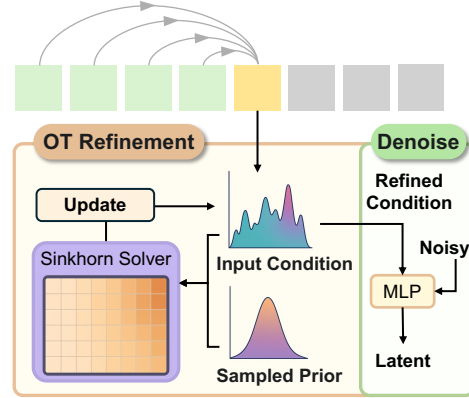 OT Refinement
Denoise
Update
Sinkhorn Solver
Input Condition
Sampled Prior
Refined
Condition
Noisy
MLP
Latent